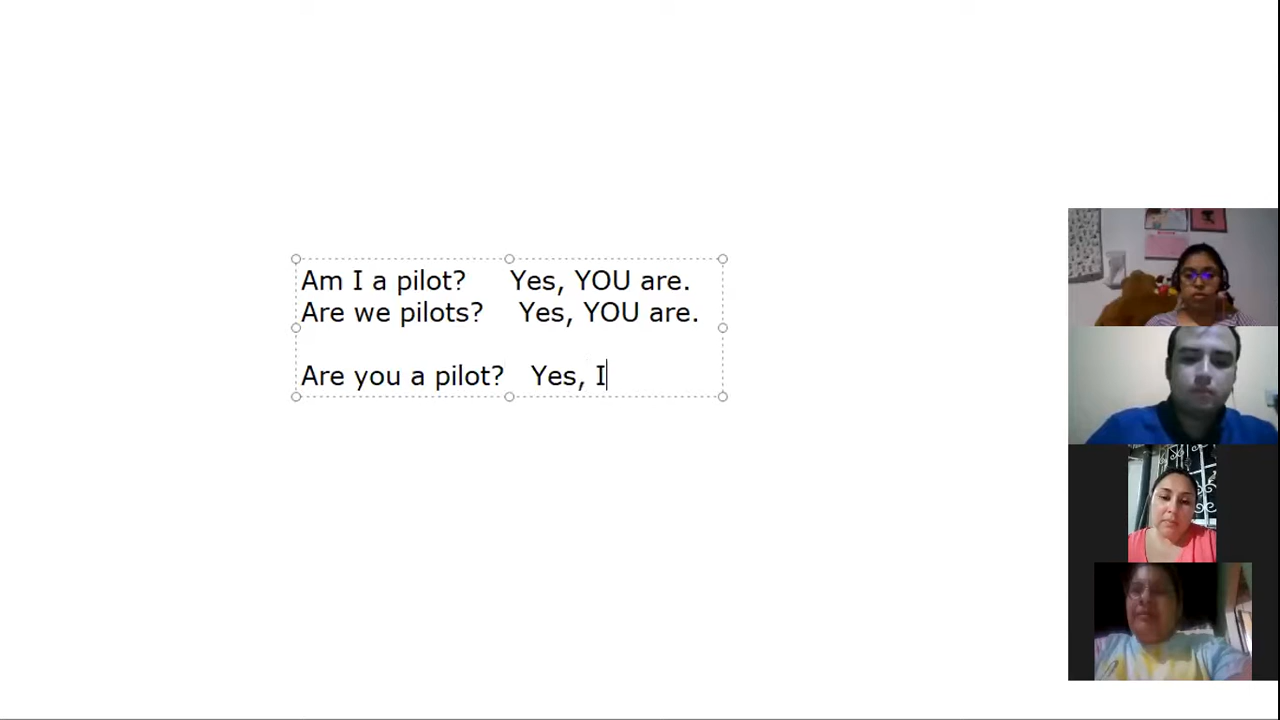 Am I a pilot? Yes, YOU are.
Are we pilots? Yes, YOU are.
Are you a pilot? Yes, I